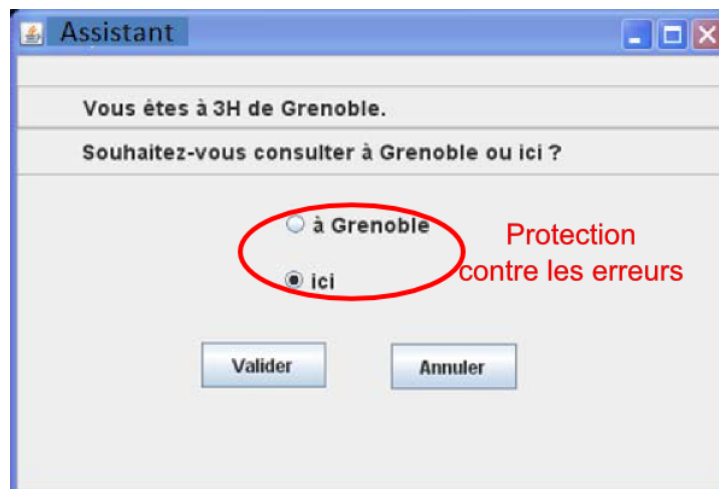 Assistant
Vous êtes à 3H de Grenoble.
Souhaitez-vous consulter à Grenoble ou ici ?
à Grenoble
ici
Protection
contre les erreurs
Valider
Annuler